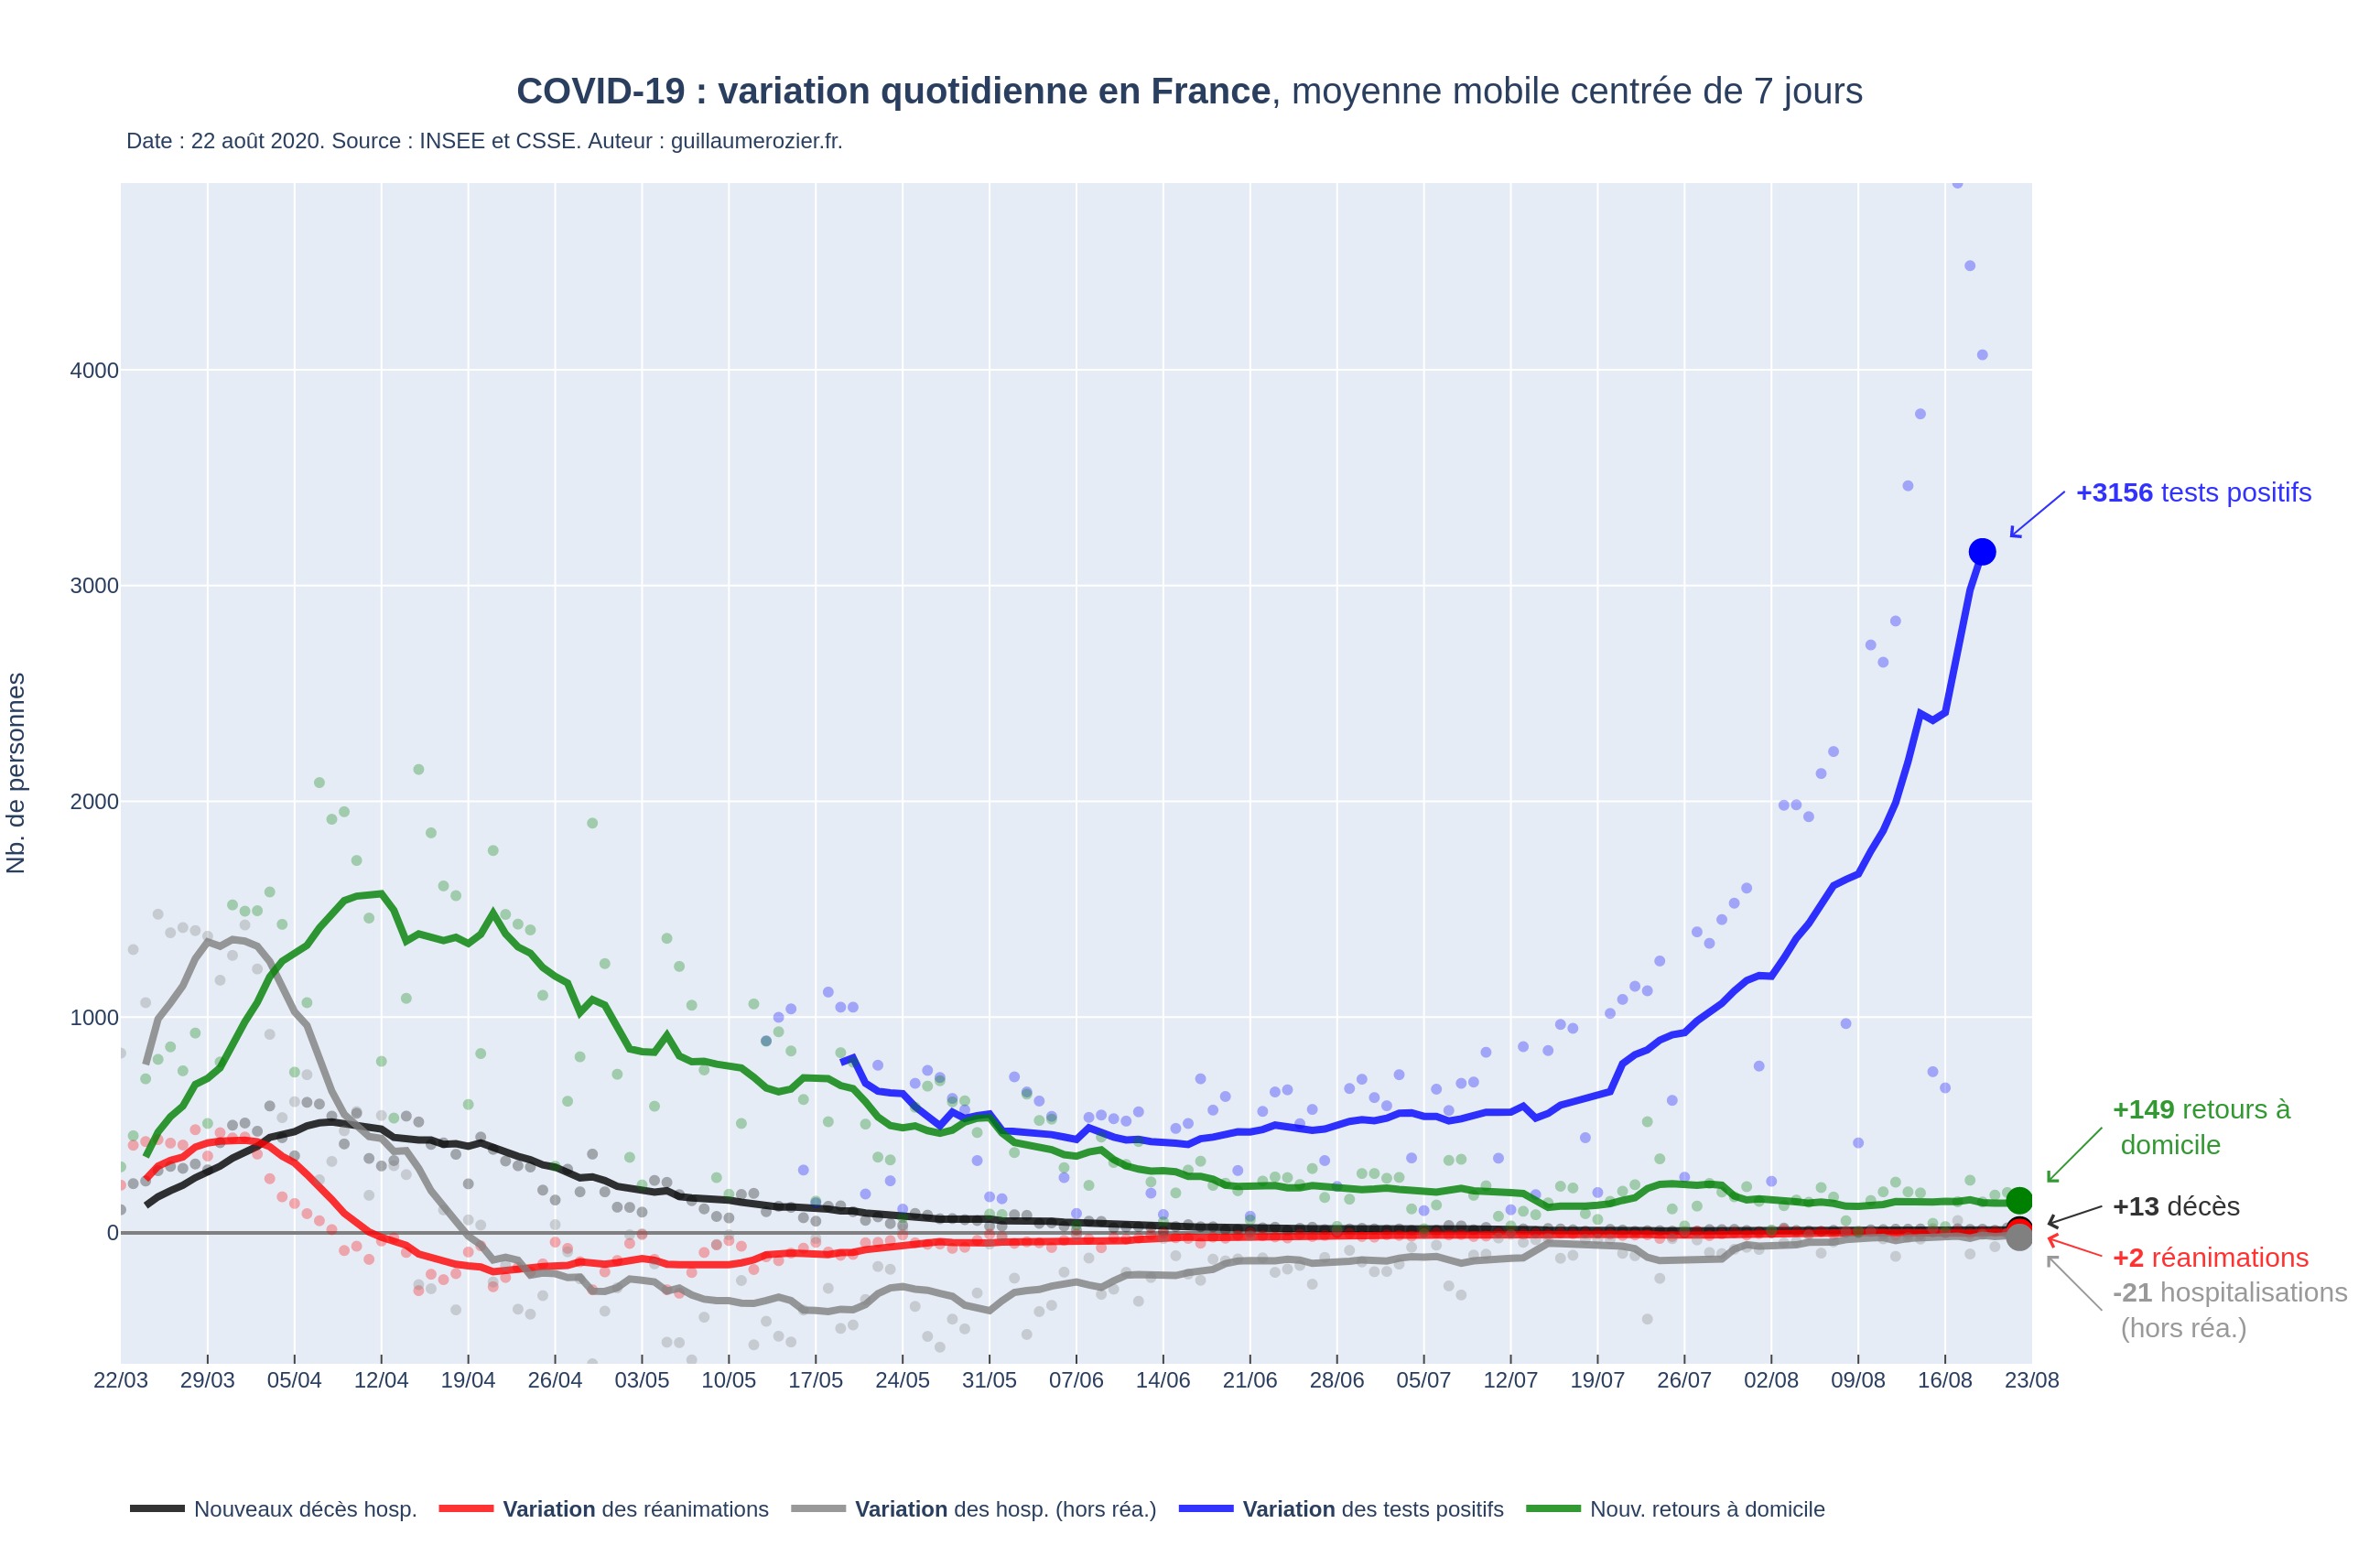 COVID-19 : variation quotidienne en France, moyenne mobile centrée de 7 jours
Date : 22 août 2020. Source : INSEE et CSSE. Auteur : guillaumerozier.fr.
Nb. de personnes
4000
3000
2000
1000
0
+3156 tests positifs
+149 retours à
domicile
+13 décès
+2 réanimations
-21 hospitalisations
(hors réa.)
22/03 29/03 05/04 12/04 19/04 26/04 03/05 10/05 17/05 24/05 31/05 07/06 14/06 21/06 28/06 05/07 12/07 19/07 26/07 02/08 09/08 16/08 23/08
Nouveaux décès hosp. Variation des réanimations Variation des hosp. (hors réa.) Variation des tests positifs Nouv. retours à domicile